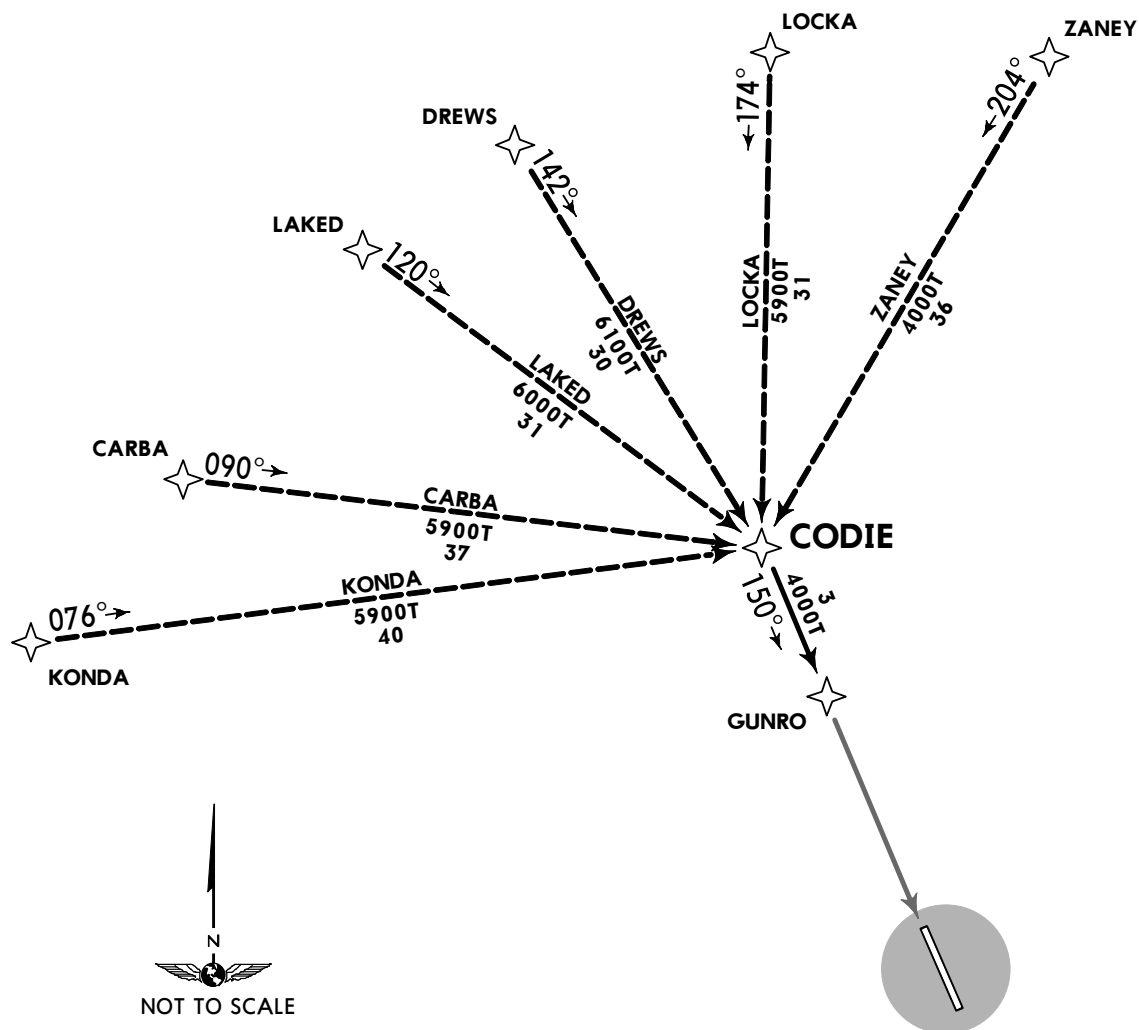 LOCKA
ZANEY
DREWS
174°
204°
142°
LAKED
120°
LOCKA
5900T
31
ZANEY
4000T
36
DREWS
6100T
30
LAKED
6000T
31
CARBA
090°
CARBA
5900T
37
CODIE
KONDA
5900T
40
076°
KONDA
150°
3
4000T
GUNRO
N
NOT TO SCALE